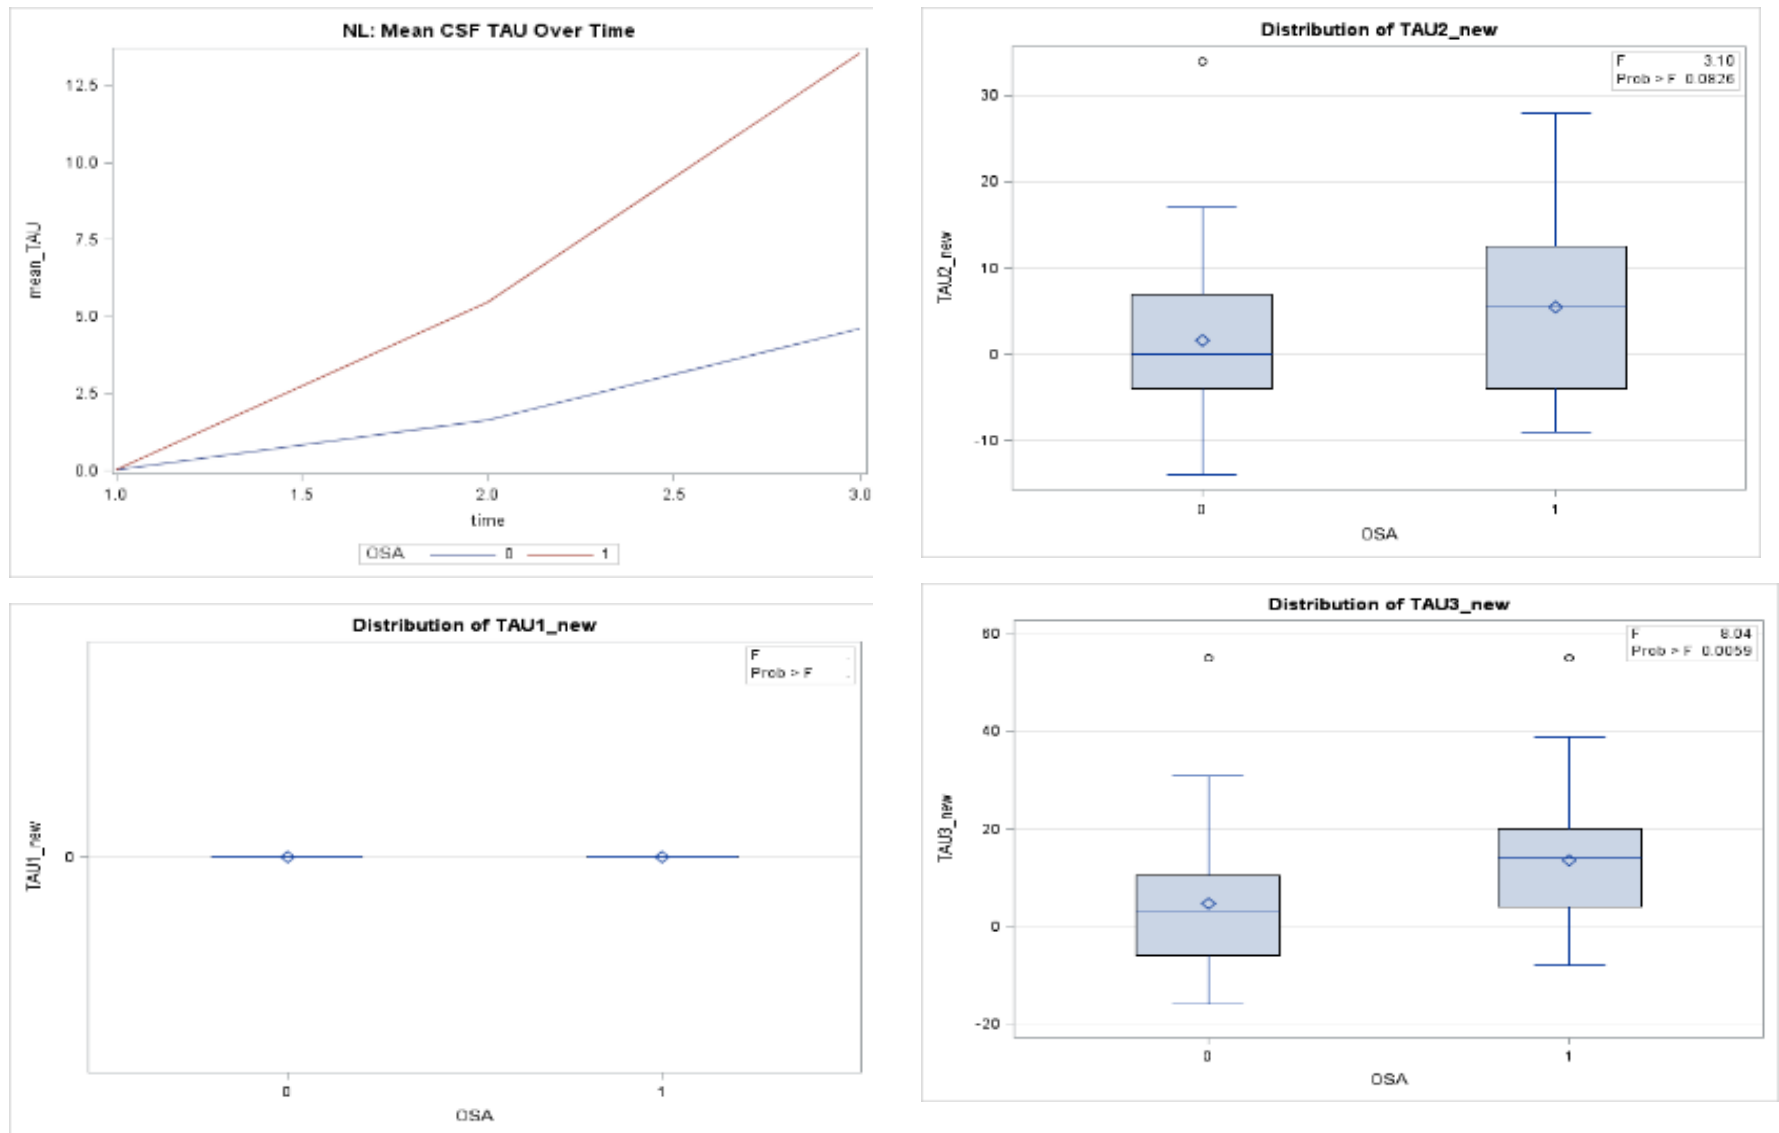 NL: Mean CSF TAU Over Time
12.5
10.0
7.5
5.0
2.5
0.0
mean_TAU
1.0 1.5 2.0 2.5 3.0
time
OSA 0 1
Distribution of TAU2_new
F 3.10
Prob > F 0.0826
30
20
10
0
-10
TAU2_new
0 1
OSA
Distribution of TAU1_new
F .
Prob > F .
0
TAU1_new
0 1
OSA
Distribution of TAU3_new
F 8.04
Prob > F 0.0059
60
40
20
0
-20
TAU3_new
0 1
OSA